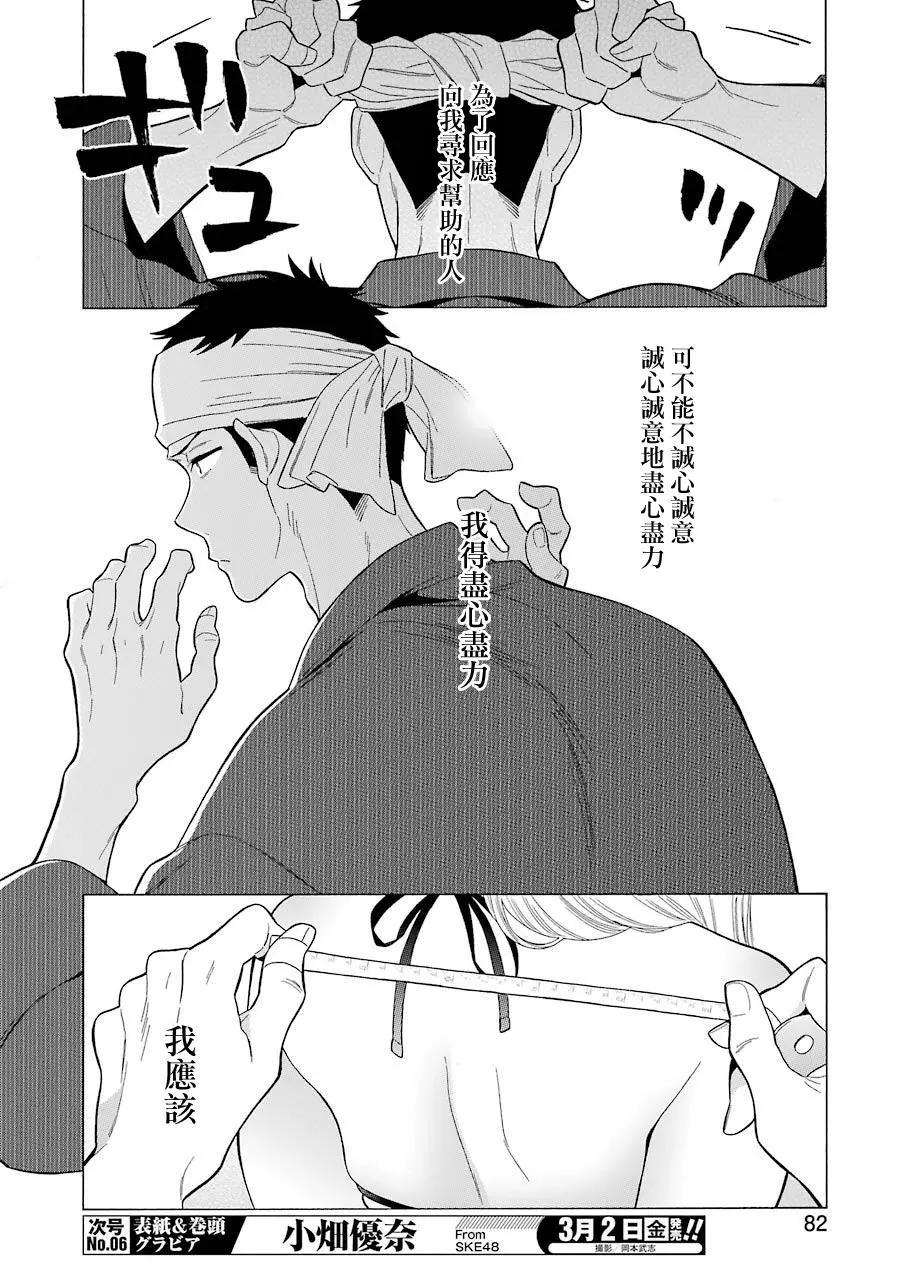 ギュ
ツ
為了回應
向我尋求幫助的人
可不能不誠心誠意
誠心誠意地盡心盡力
我得盡心盡力
我應該
次号
No.06
表紙&巻頭
グラビア
小畑優奈
From
SKE48
3月2日金発売!!
撮影/岡本武志
82